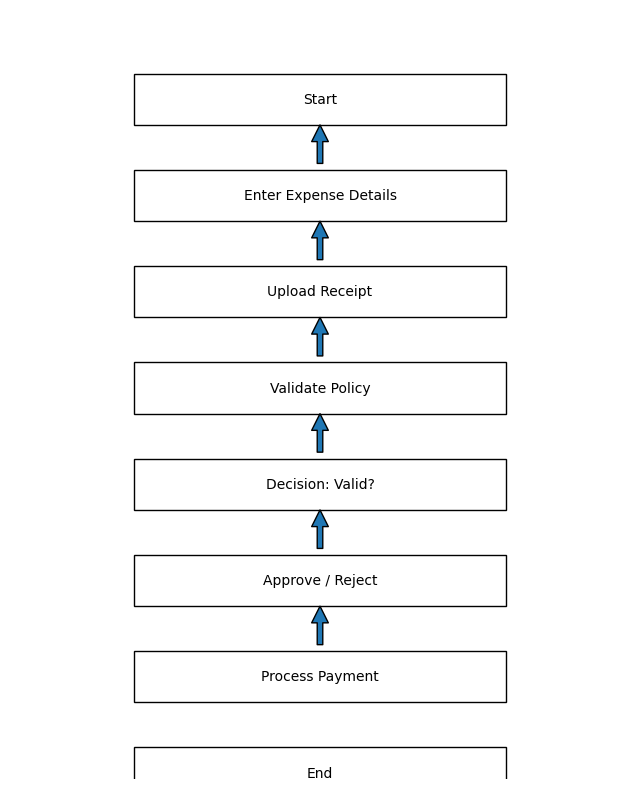 Start
Enter Expense Details
Upload Receipt
Validate Policy
Decision: Valid?
Approve / Reject
Process Payment
End